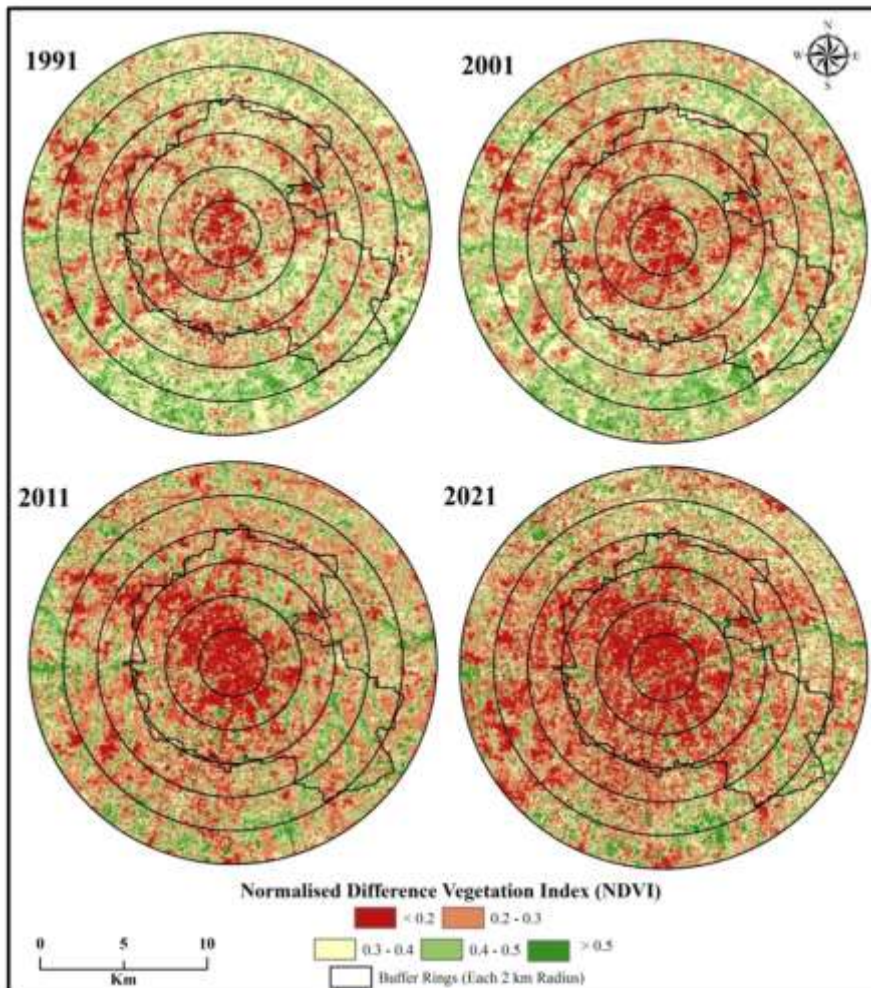 1991
2001
N
W E
S
2011
2021
Normalised Difference Vegetation Index (NDVI)
< 0.2 0.2 - 0.3
0.3 - 0.4 0.4 - 0.5 > 0.5
0 5 10
Km
Buffer Rings (Each 2 km Radius)